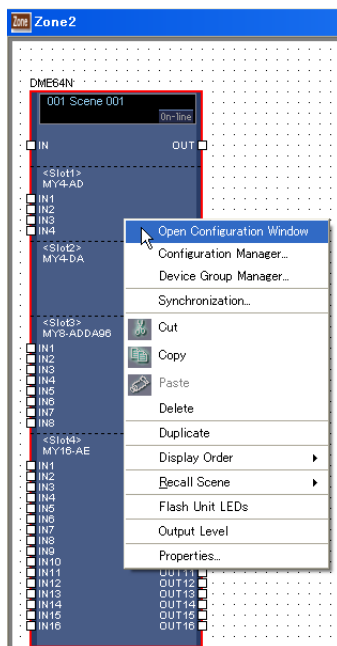 Zone Zone2
DME64N
001 Scene 001
On-line
IN OUT
<Slot1>
MY4-AD
IN1
IN2
IN3
IN4
<Slot2>
MY4-DA
<Slot3>
MY8-ADDA96
IN1
IN2
IN3
IN4
IN5
IN6
IN7
IN8
<Slot4>
MY16-AE
IN1
IN2
IN3
IN4
IN5
IN6
IN7
IN8
IN9
IN10
IN11 OUT11
IN12 OUT12
IN13 OUT13
IN14 OUT14
IN15 OUT15
IN16 OUT16
Open Configuration Window
Configuration Manager...
Device Group Manager...
Synchronization...
Cut
Copy
Paste
Delete
Duplicate
Display Order
Recall Scene
Flash Unit LEDs
Output Level
Properties...